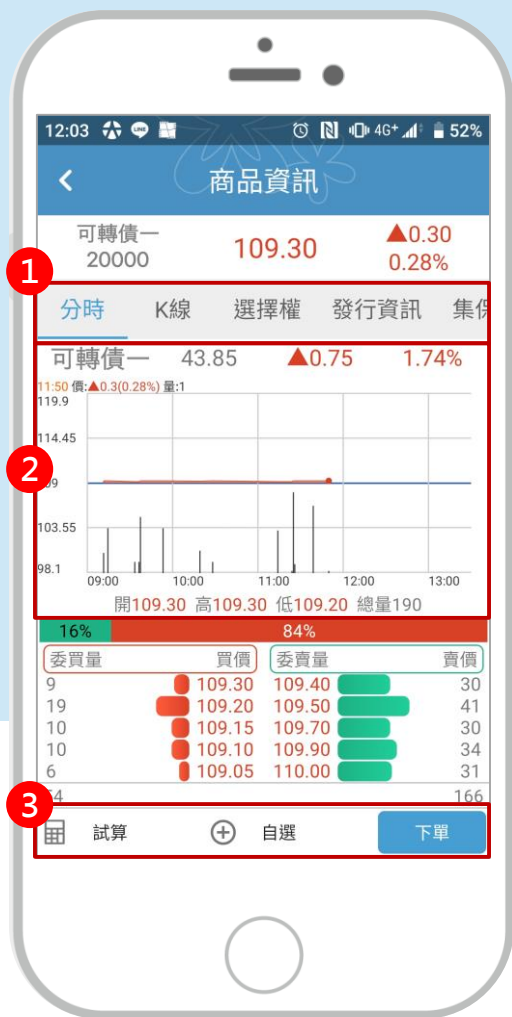 12:03 LINE N 4G+ 52%
商品資訊
可轉債一 109.30 ▲0.30
20000 0.28%
1
分時 K線 選擇權 發行資訊 集保
可轉債一 43.85 ▲0.75 1.74%
11:50 價:▲0.3(0.28%) 量:1
119.9
114.45
2
09
103.55
98.1
09:00 10:00 11:00 12:00 13:00
開109.30 高109.30 低109.20 總量190
16% 84%
委買量 買價 委賣量 賣價
9 109.30 109.40 30
19 109.20 109.50 41
10 109.15 109.70 30
10 109.10 109.90 34
6 109.05 110.00 31
3
54 166
試算 自選 下單